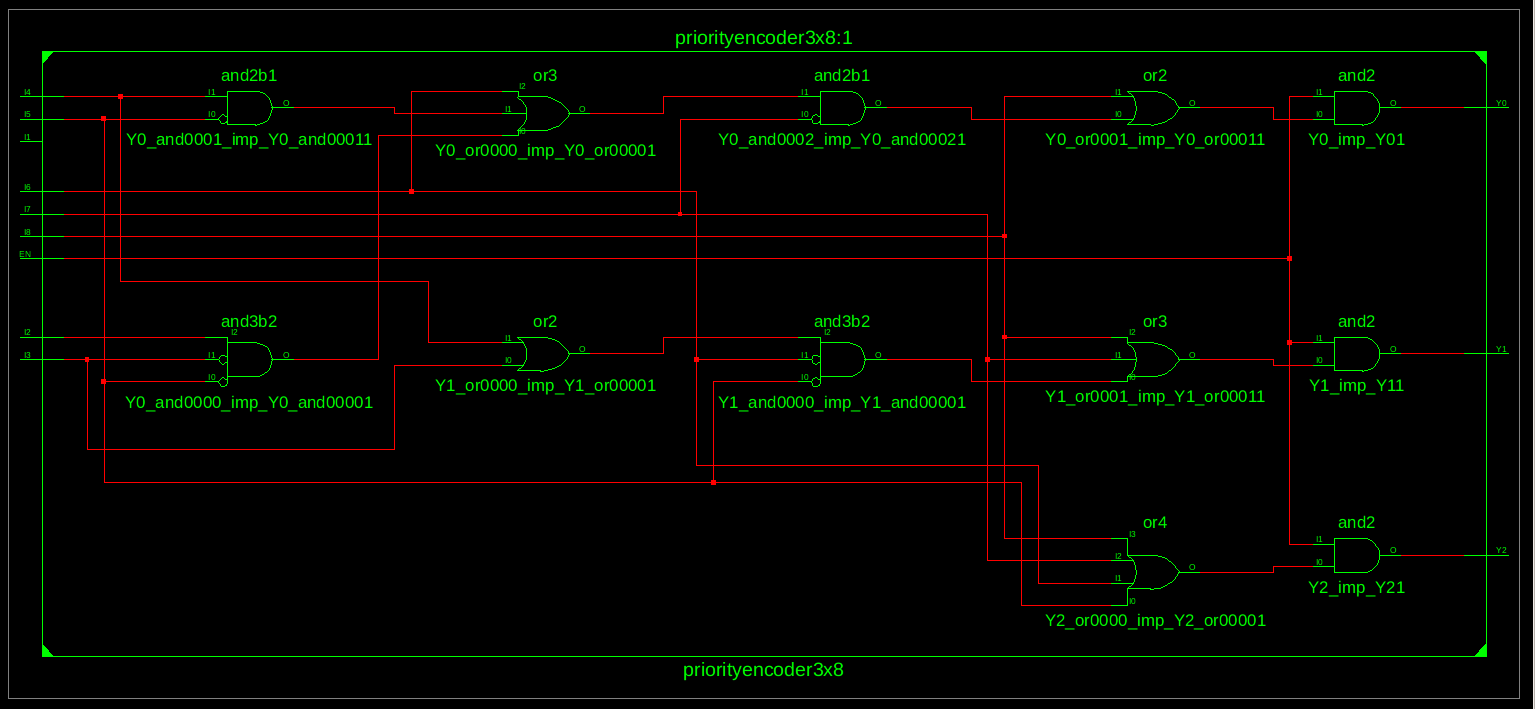 priorityencoder3x8:1
and2b1
or3
and2b1
or2
and2
I4
I1
I2
I1
I1
I1
O
O
O
O
O
Y0
I5
I0
I1
I0
I0
I0
I0
Y0_and0001_imp_Y0_and00011
Y0_or0000_imp_Y0_or00001
Y0_and0002_imp_Y0_and00021
Y0_or0001_imp_Y0_or00011
Y0_imp_Y01
I1
I6
I7
I8
EN
and3b2
or2
and3b2
or3
and2
I2
I2
I1
I2
I2
I1
O
Y1
I3
I1
O
I0
I1
O
I1
O
I0
O
I0
I0
I0
Y0_and0000_imp_Y0_and00001
Y1_or0000_imp_Y1_or00001
Y1_and0000_imp_Y1_and00001
Y1_or0001_imp_Y1_or00011
Y1_imp_Y11
or4
and2
I3
I1
O
Y2
I2
I0
O
I1
I0
Y2_or0000_imp_Y2_or00001
Y2_imp_Y21
priorityencoder3x8